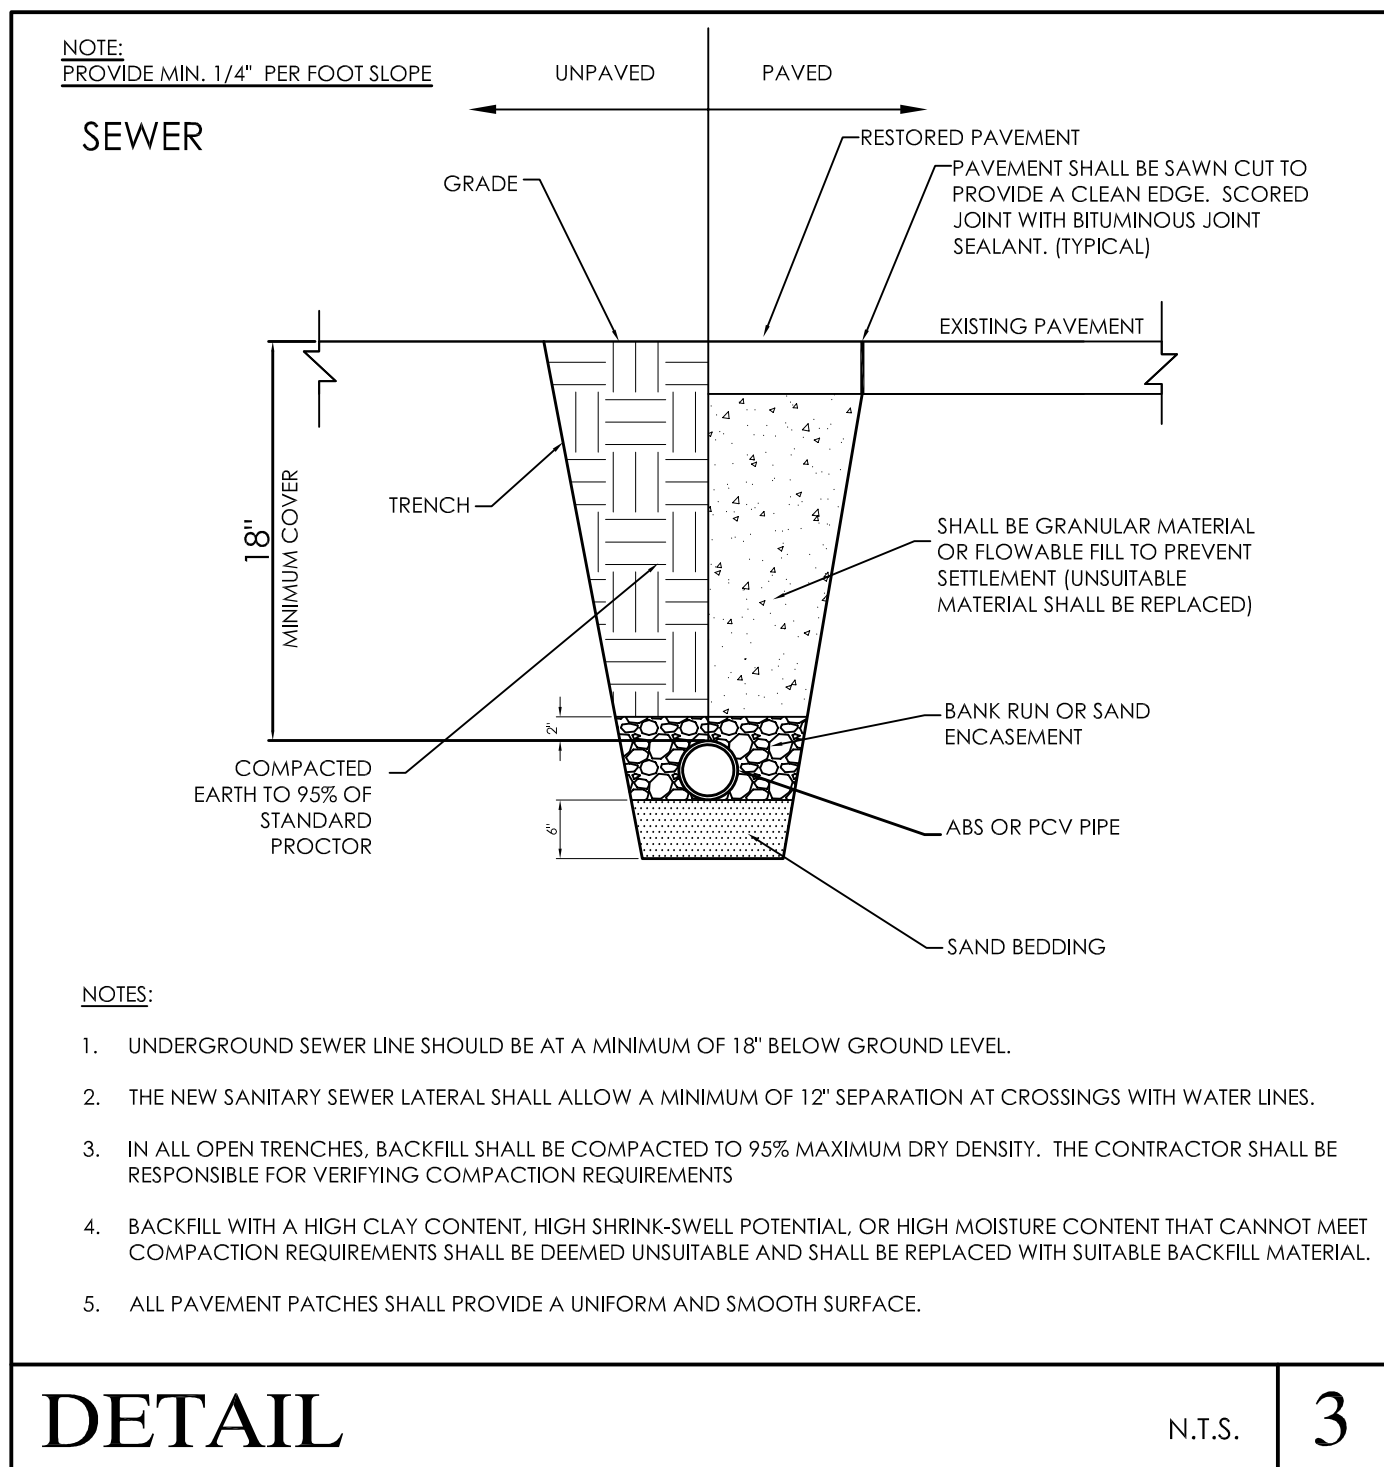 NOTE:
PROVIDE MIN. 1/4" PER FOOT SLOPE
SEWER
UNPAVED
PAVED
GRADE
RESTORED PAVEMENT
PAVEMENT SHALL BE SAWN CUT TO
PROVIDE A CLEAN EDGE. SCORED
JOINT WITH BITUMINOUS JOINT
SEALANT. (TYPICAL)
EXISTING PAVEMENT
TRENCH
18"
MINIMUM COVER
SHALL BE GRANULAR MATERIAL
OR FLOWABLE FILL TO PREVENT
SETTLEMENT (UNSUITABLE
MATERIAL SHALL BE REPLACED)
2"
BANK RUN OR SAND
ENCASEMENT
COMPACTED
EARTH TO 95% OF
STANDARD
PROCTOR
6"
ABS OR PCV PIPE
SAND BEDDING
NOTES:
1. UNDERGROUND SEWER LINE SHOULD BE AT A MINIMUM OF 18" BELOW GROUND LEVEL.
2. THE NEW SANITARY SEWER LATERAL SHALL ALLOW A MINIMUM OF 12" SEPARATION AT CROSSINGS WITH WATER LINES.
3. IN ALL OPEN TRENCHES, BACKFILL SHALL BE COMPACTED TO 95% MAXIMUM DRY DENSITY. THE CONTRACTOR SHALL BE
RESPONSIBLE FOR VERIFYING COMPACTION REQUIREMENTS
4. BACKFILL WITH A HIGH CLAY CONTENT, HIGH SHRINK-SWELL POTENTIAL, OR HIGH MOISTURE CONTENT THAT CANNOT MEET
COMPACTION REQUIREMENTS SHALL BE DEEMED UNSUITABLE AND SHALL BE REPLACED WITH SUITABLE BACKFILL MATERIAL.
5. ALL PAVEMENT PATCHES SHALL PROVIDE A UNIFORM AND SMOOTH SURFACE.
DETAIL
N.T.S.
3